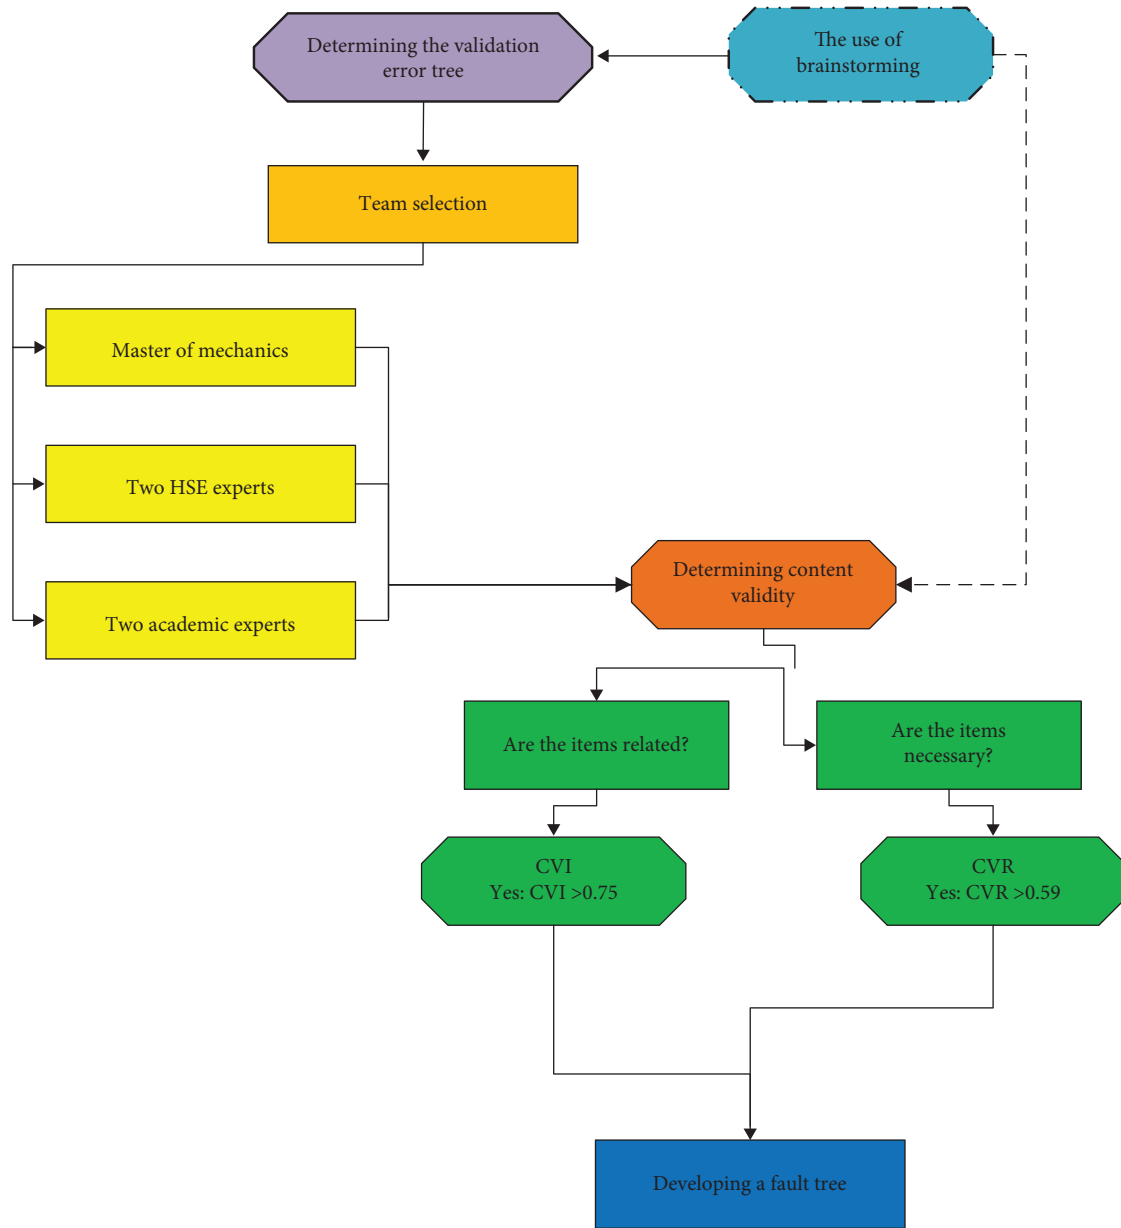 Determining the validation
error tree
The use of
brainstorming
Team selection
Master of mechanics
Two HSE experts
Two academic experts
Determining content
validity
Are the items related?
Are the items
necessary?
CVI
Yes: CVI >0.75
CVR
Yes: CVR >0.59
Developing a fault tree